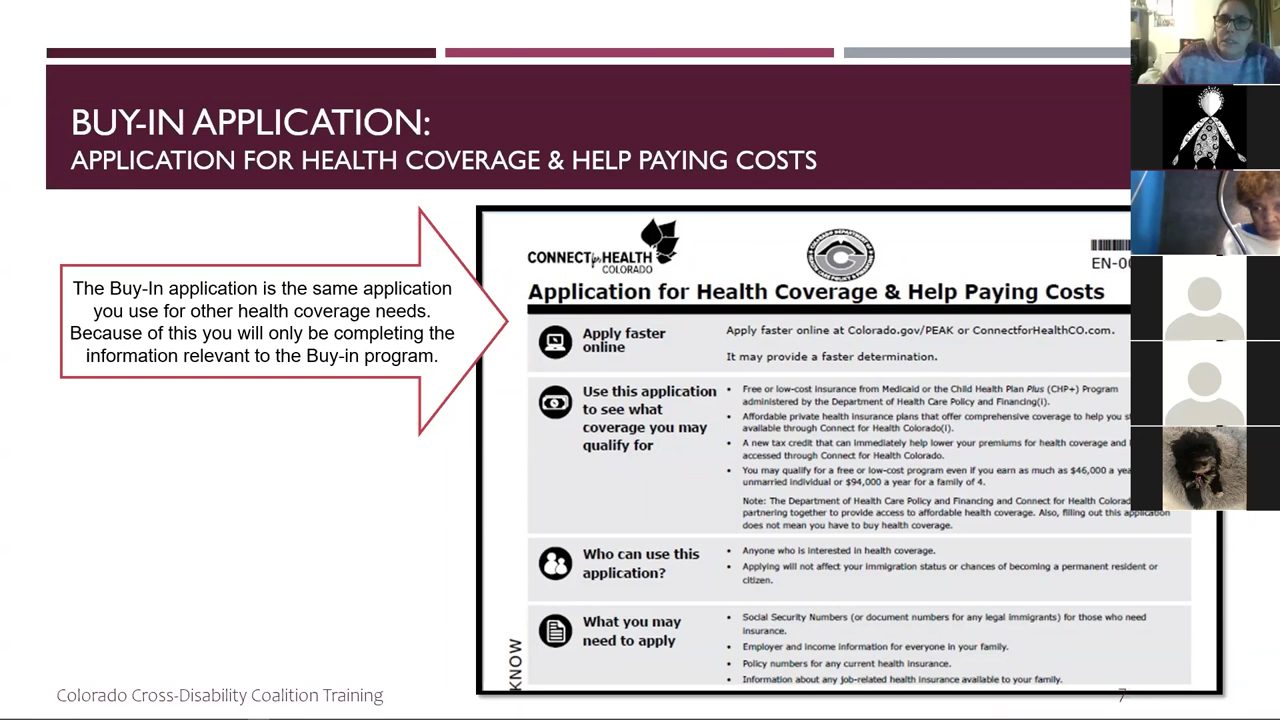 BUY-IN APPLICATION:
APPLICATION FOR HEALTH COVERAGE & HELP PAYING COSTS
The Buy-In application is the same application
you use for other health coverage needs.
Because of this you will only be completing the
information relevant to the Buy-in program.
CONNECT for HEALTH
COLORADO
EN-00
Application for Health Coverage & Help Paying Costs
Apply faster
online
Apply faster online at Colorado.gov/PEAK or ConnectforHealthCO.com.
It may provide a faster determination.
Use this application
to see what
coverage you may
qualify for
• Free or low-cost insurance from Medicaid or the Child Health Plan Plus (CHP+) Program
administered by the Department of Health Care Policy and Financing(i).
• Affordable private health insurance plans that offer comprehensive coverage to help you
available through Connect for Health Colorado(i).
• A new tax credit that can immediately help lower your premiums for health coverage and
accessed through Connect for Health Colorado.
• You may qualify for a free or low-cost program even if you earn as much as $46,000 a
unmarried individual or $94,000 a year for a family of 4.
Note: The Department of Health Care Policy and Financing and Connect for Health
partnering together to provide access to affordable health coverage. Also, filling out this application
does not mean you have to buy health coverage.
Who can use this
application?
• Anyone who is interested in health coverage.
• Applying will not affect your immigration status or chances of becoming a permanent resident or
citizen.
What you may
need to apply
• Social Security Numbers (or document numbers for any legal immigrants) for those who need
insurance.
• Employer and income information for everyone in your family.
• Policy numbers for any current health insurance.
• Information about any job-related health insurance available to your family.
KNOW
Colorado Cross-Disability Coalition Training
7